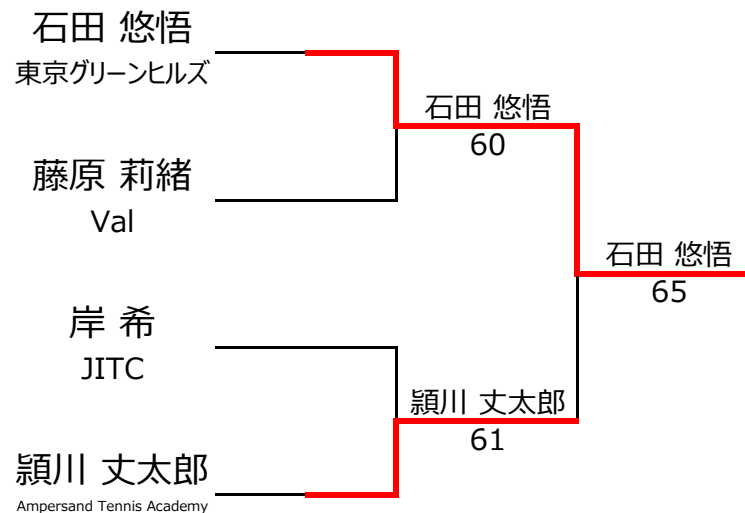 石田 悠悟
東京グリーンヒルズ
石田 悠悟
60
藤原 莉緒
Val
石田 悠悟
65
岸 希
JITC
頴川 丈太郎
61
頴川 丈太郎
Ampersand Tennis Academy